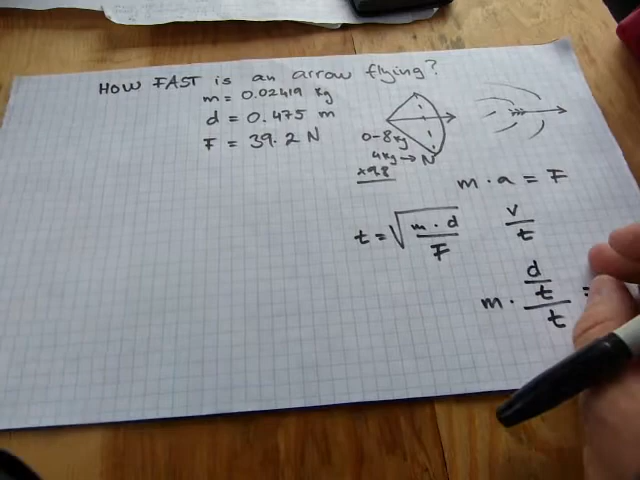 HOW FAST is an arrow flying?
m = 0.02419 kg
d = 0.475 m
F = 39.2 N
0-8kg
4kg → N
×9.8
m · a = F
t = √(m · d / F)
v/t
m · (d/t)/t =